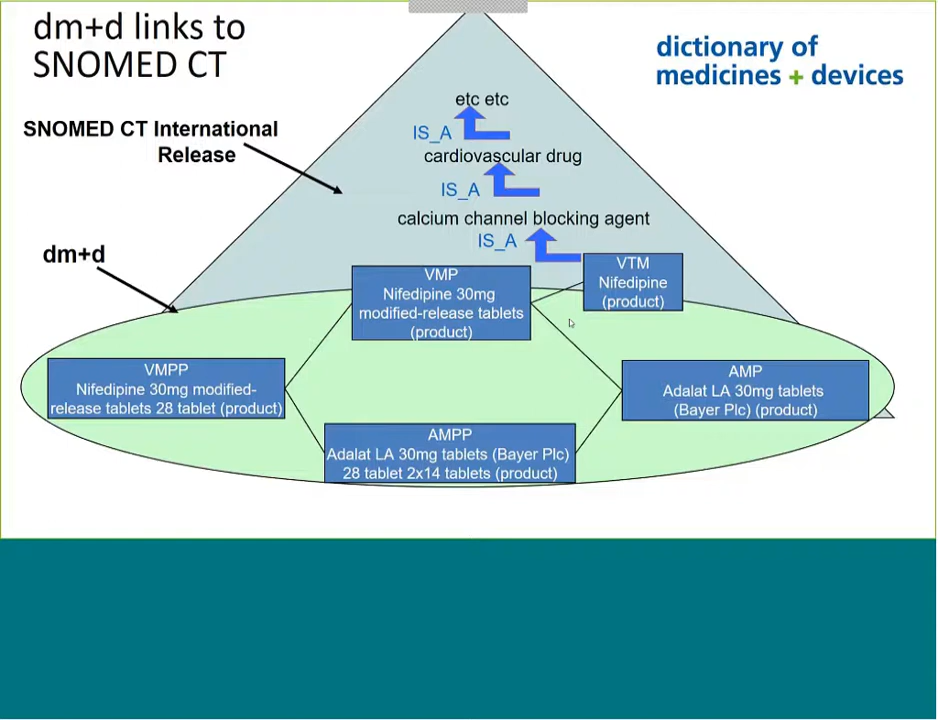 dm+d links to
SNOMED CT
dictionary of
medicines + devices
etc etc
IS_A
SNOMED CT International
Release
cardiovascular drug
IS_A
calcium channel blocking agent
IS_A
dm+d
VTM
Nifedipine
(product)
VMP
Nifedipine 30mg
modified-release tablets
(product)
VMPP
Nifedipine 30mg modified-
release tablets 28 tablet (product)
AMP
Adalat LA 30mg tablets
(Bayer Plc) (product)
AMPP
Adalat LA 30mg tablets (Bayer Plc)
28 tablet 2x14 tablets (product)